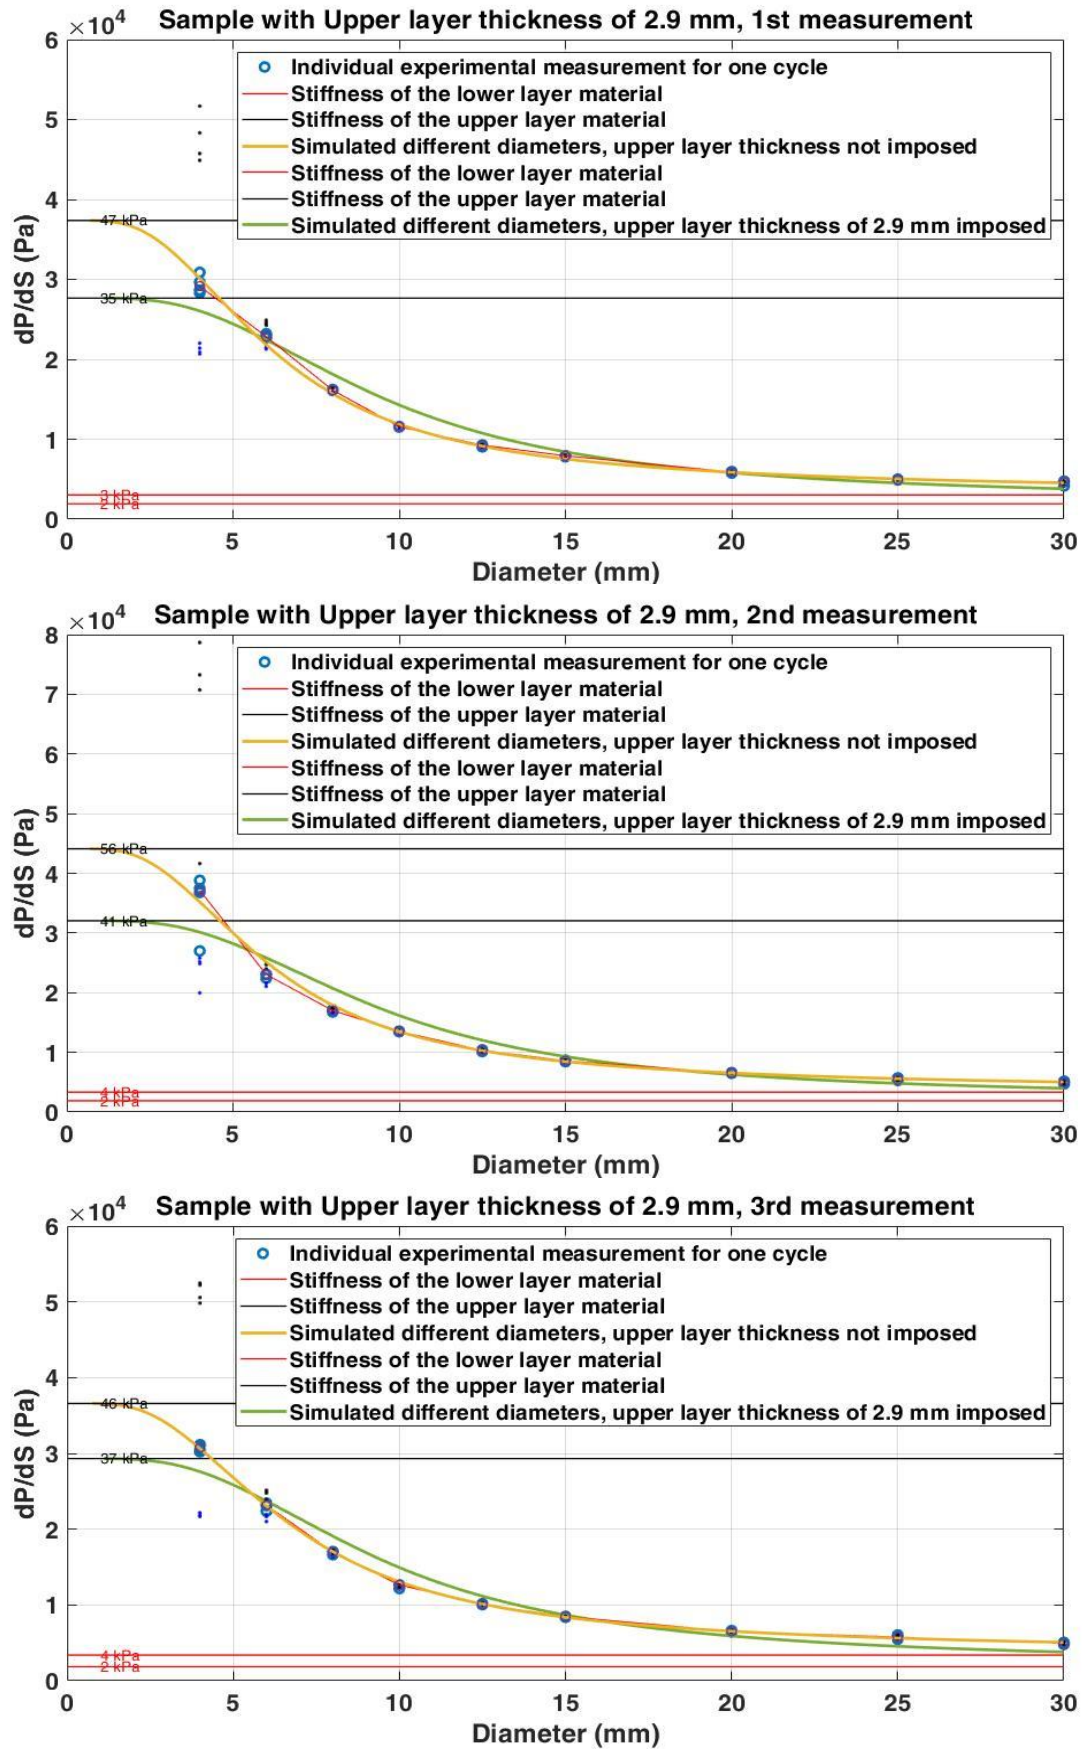 Sample with Upper layer thickness of 2.9 mm, 1st measurement
×10⁴
6
5
4
3
2
1
0
dP/dS (Pa)
Individual experimental measurement for one cycle
Stiffness of the lower layer material
Stiffness of the upper layer material
Simulated different diameters, upper layer thickness not imposed
Stiffness of the lower layer material
Stiffness of the upper layer material
Simulated different diameters, upper layer thickness of 2.9 mm imposed
47 kPa
35 kPa
3 kPa
2 kPa
0 5 10 15 20 25 30
Diameter (mm)
Sample with Upper layer thickness of 2.9 mm, 2nd measurement
×10⁴
8
7
6
5
4
3
2
1
0
dP/dS (Pa)
Individual experimental measurement for one cycle
Stiffness of the lower layer material
Stiffness of the upper layer material
Simulated different diameters, upper layer thickness not imposed
Stiffness of the lower layer material
Stiffness of the upper layer material
Simulated different diameters, upper layer thickness of 2.9 mm imposed
56 kPa
41 kPa
4 kPa
2 kPa
0 5 10 15 20 25 30
Diameter (mm)
Sample with Upper layer thickness of 2.9 mm, 3rd measurement
×10⁴
6
5
4
3
2
1
0
dP/dS (Pa)
Individual experimental measurement for one cycle
Stiffness of the lower layer material
Stiffness of the upper layer material
Simulated different diameters, upper layer thickness not imposed
Stiffness of the lower layer material
Stiffness of the upper layer material
Simulated different diameters, upper layer thickness of 2.9 mm imposed
46 kPa
37 kPa
4 kPa
2 kPa
0 5 10 15 20 25 30
Diameter (mm)